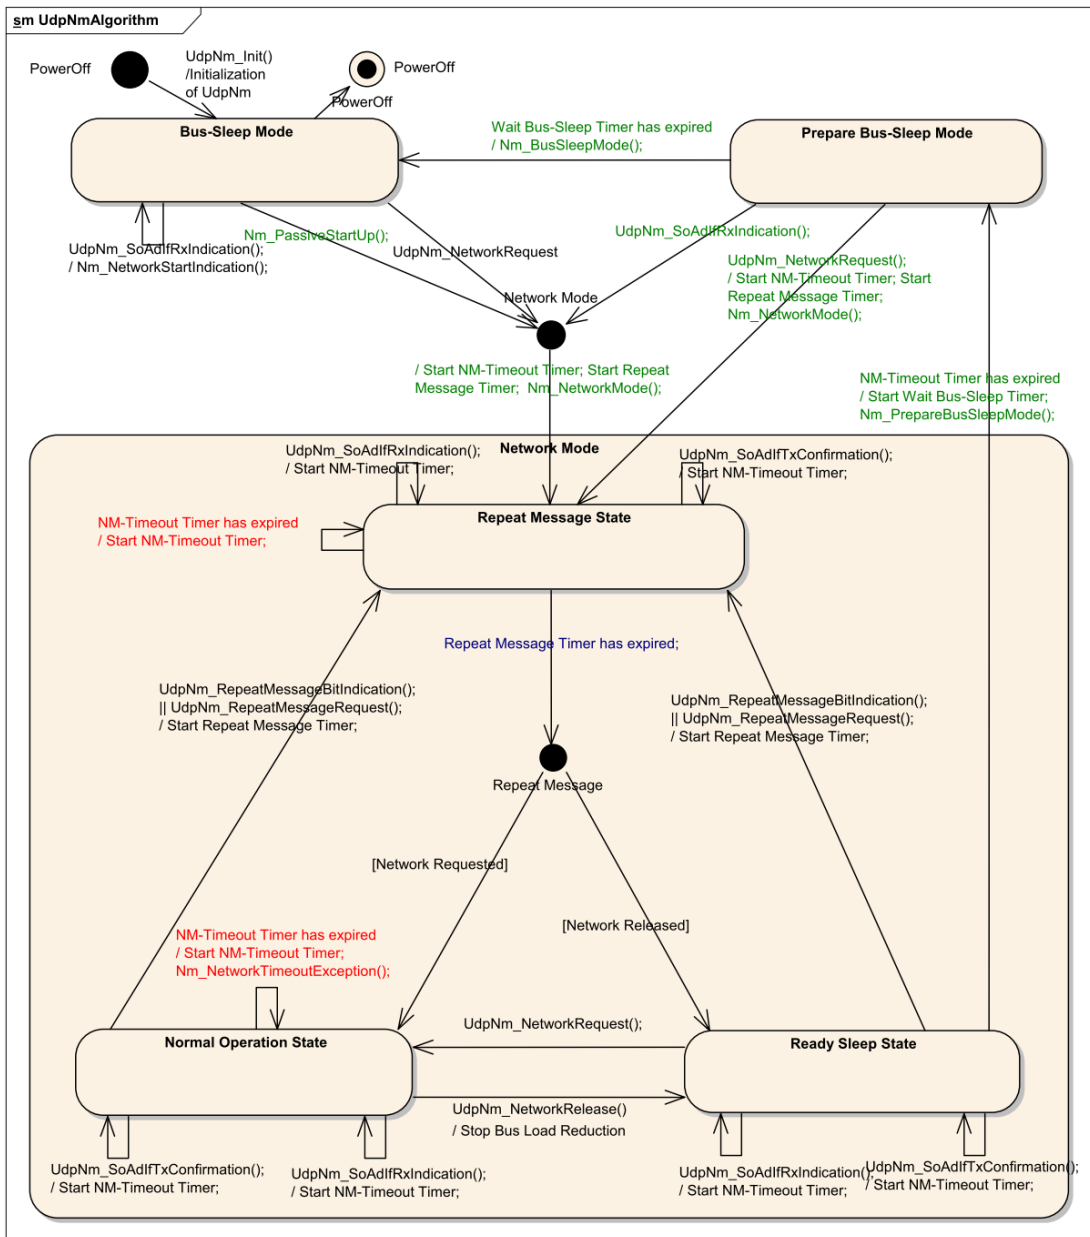 sm UdpNmAlgorithm
PowerOff
UdpNm_Init()
/Initialization
of UdpNm
PowerOff
PowerOff
Bus-Sleep Mode
Wait Bus-Sleep Timer has expired
/ Nm_BusSleepMode();
Prepare Bus-Sleep Mode
UdpNm_SoAdIfRxIndication();
/ Nm_NetworkStartIndication();
Nm_PassiveStartUp();
UdpNm_NetworkRequest
UdpNm_SoAdIfRxIndication();
UdpNm_NetworkRequest();
/ Start NM-Timeout Timer; Start
Repeat Message Timer;
Nm_NetworkMode();
Network Mode
/ Start NM-Timeout Timer; Start Repeat
Message Timer;  Nm_NetworkMode();
NM-Timeout Timer has expired
/ Start Wait Bus-Sleep Timer;
Nm_PrepareBusSleepMode();
Network Mode
UdpNm_SoAdIfRxIndication();
/ Start NM-Timeout Timer;
UdpNm_SoAdIfTxConfirmation();
/ Start NM-Timeout Timer;
Repeat Message State
NM-Timeout Timer has expired
/ Start NM-Timeout Timer;
Repeat Message Timer has expired;
UdpNm_RepeatMessageBitIndication();
|| UdpNm_RepeatMessageRequest();
/ Start Repeat Message Timer;
UdpNm_RepeatMessageBitIndication();
|| UdpNm_RepeatMessageRequest();
/ Start Repeat Message Timer;
Repeat Message
[Network Requested]
[Network Released]
NM-Timeout Timer has expired
/ Start NM-Timeout Timer;
Nm_NetworkTimeoutException();
UdpNm_NetworkRequest();
Normal Operation State
Ready Sleep State
UdpNm_NetworkRelease()
/ Stop Bus Load Reduction
UdpNm_SoAdIfTxConfirmation();
/ Start NM-Timeout Timer;
UdpNm_SoAdIfRxIndication();
/ Start NM-Timeout Timer;
UdpNm_SoAdIfRxIndication();
/ Start NM-Timeout Timer;
UdpNm_SoAdIfTxConfirmation();
/ Start NM-Timeout Timer;